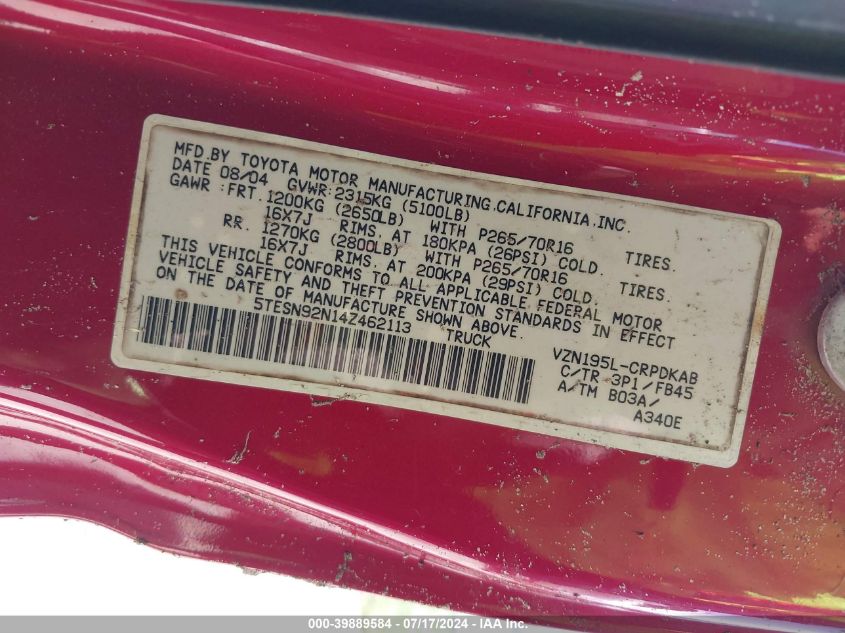 MFD.BY TOYOTA MOTOR MANUFACTURING.CALIFORNIA.INC.
DATE 08/04 GVWR:2315KG (5100LB)
GAWR: FRT.1200KG (2650LB) WITH P265/70R16 TIRES.
16X7J RIMS. AT 180KPA (26PSI) COLD.
RR. 1270KG (2800LB) WITH P265/70R16 TIRES.
16X7J RIMS. AT 200KPA (29PSI) COLD.
THIS VEHICLE CONFORMS TO ALL APPLICABLE FEDERAL MOTOR
VEHICLE SAFETY AND THEFT PREVENTION STANDARDS IN EFFECT
ON THE DATE OF MANUFACTURE SHOWN ABOVE.
5TESN92N14Z462113 TRUCK
VZN195L-CRPDKAB
C/TR 3P1/FB45
A/TM B03A/
A340E
000-39889584 - 07/17/2024 - IAA Inc.